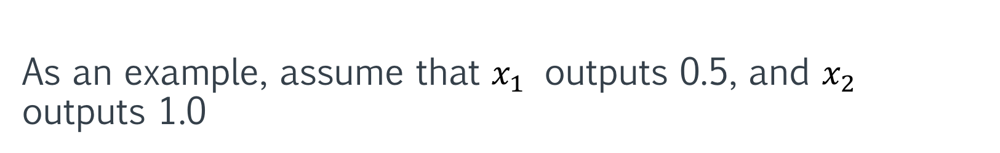 As an example, assume that x₁ outputs 0.5, and x₂
outputs 1.0